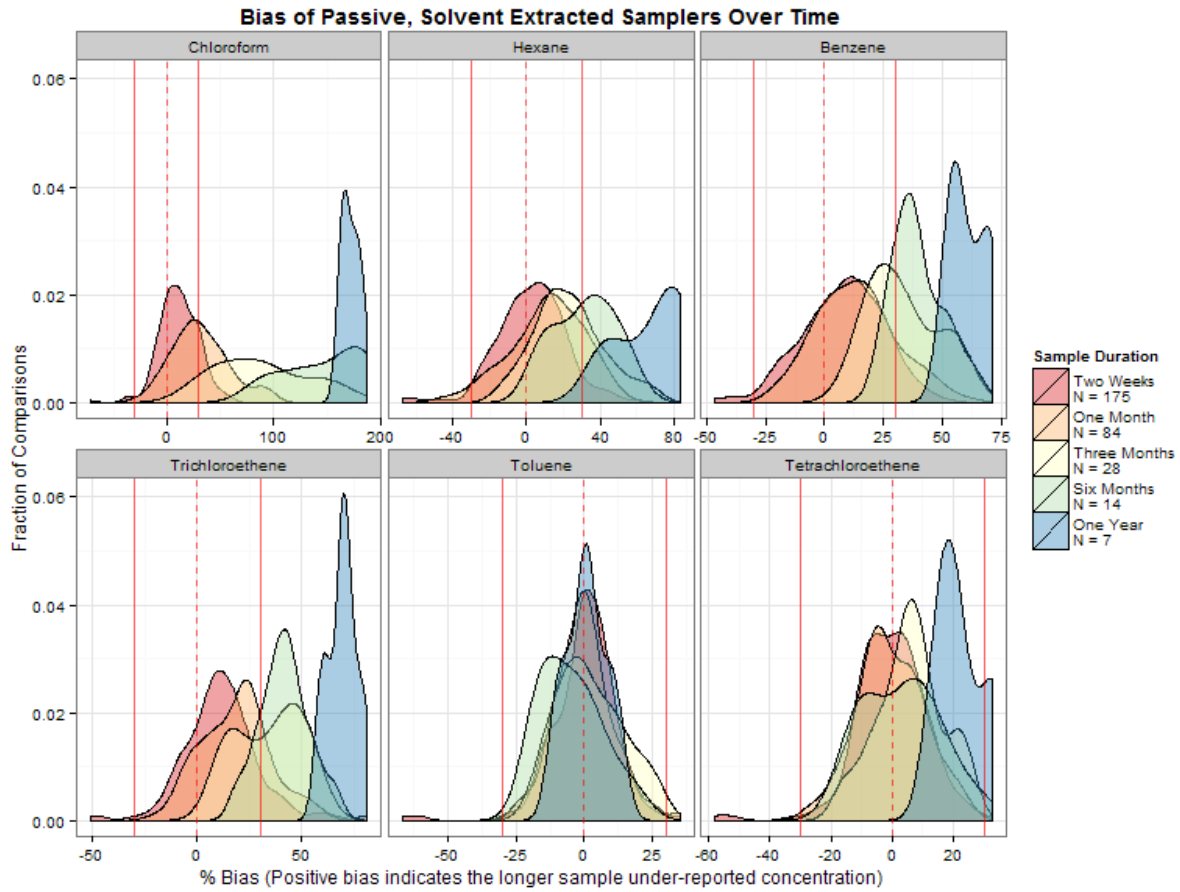 Bias of Passive, Solvent Extracted Samplers Over Time
Chloroform
Hexane
Benzene
0.06
0.04
0.02
0.00
0
100
200
-40
0
40
80
-50
-25
0
25
50
75
Trichloroethene
Toluene
Tetrachloroethene
0.06
0.04
0.02
0.00
-50
0
50
-25
0
25
-60
-40
-20
0
20
Fraction of Comparisons
% Bias (Positive bias indicates the longer sample under-reported concentration)
Sample Duration
Two Weeks
N = 175
One Month
N = 84
Three Months
N = 28
Six Months
N = 14
One Year
N = 7